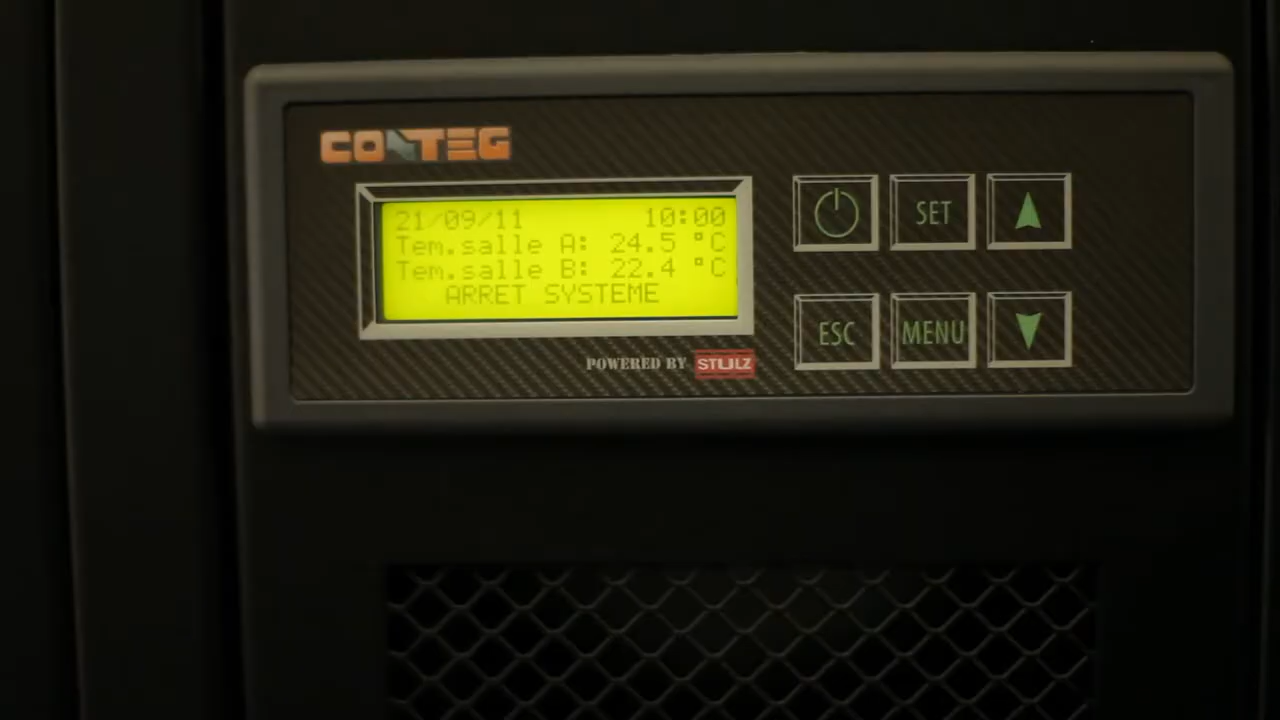 CONTEG
21/09/11 10:00
Tem.salle A: 24.5 °C
Tem.salle B: 22.4 °C
ARRET SYSTEME
POWERED BY STULZ
SET
ESC
MENU